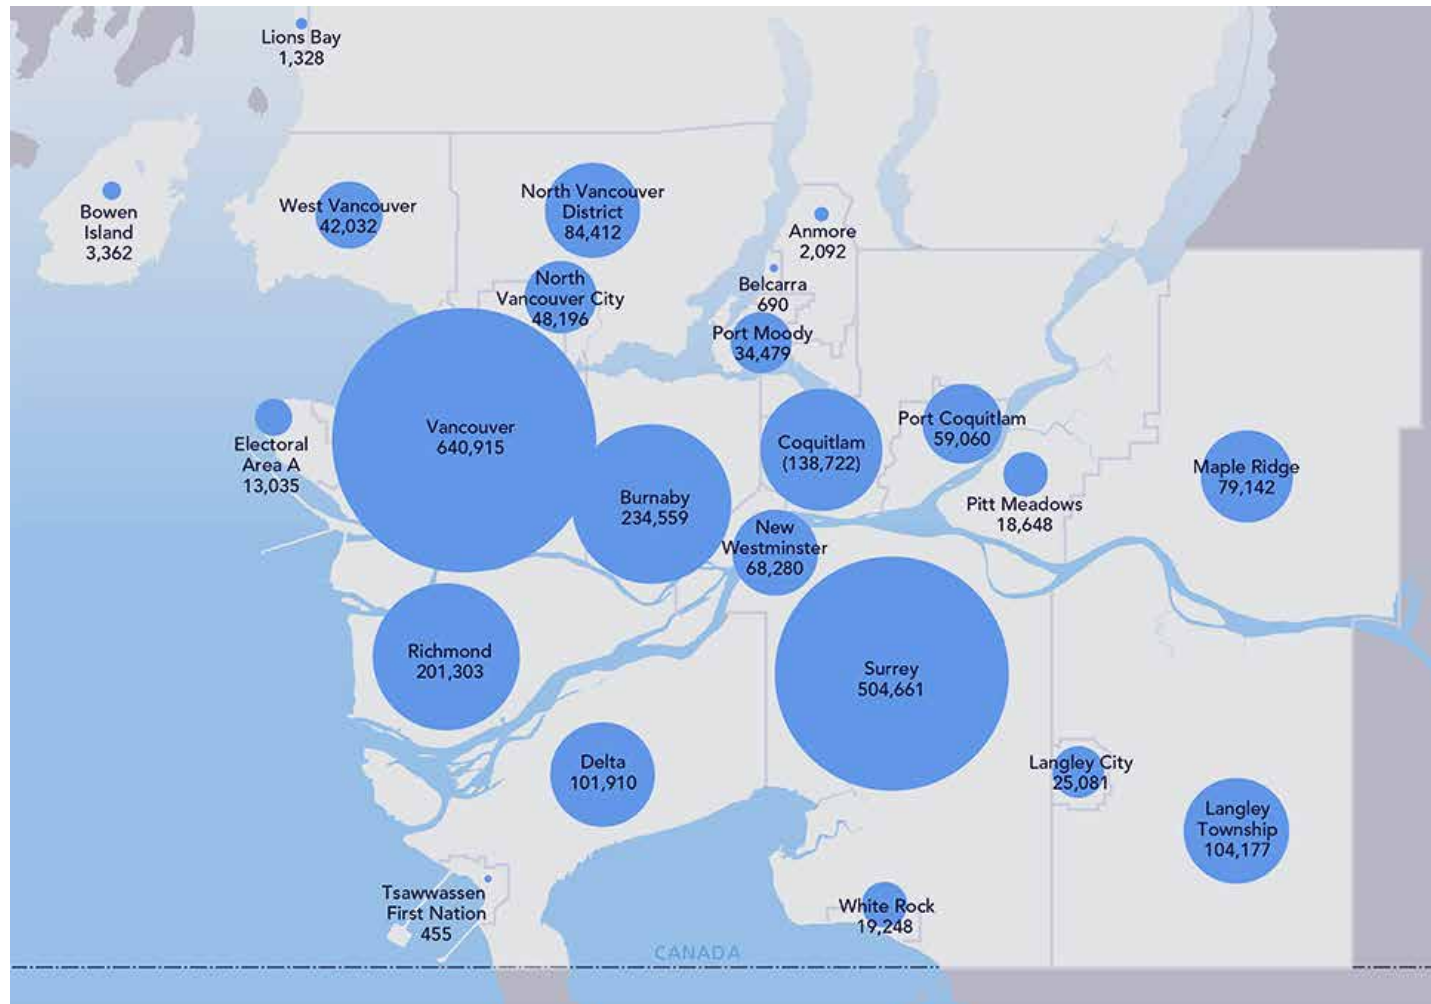 Lions Bay
1,328
Bowen
Island
3,362
West Vancouver
42,032
North Vancouver
District
84,412
North
Vancouver City
48,196
Anmore
2,092
Belcarra
690
Port Moody
34,479
Electoral
Area A
13,035
Vancouver
640,915
Burnaby
234,559
Coquitlam
(138,722)
Port Coquitlam
59,060
Pitt Meadows
18,648
Maple Ridge
79,142
New
Westminster
68,280
Richmond
201,303
Surrey
504,661
Delta
101,910
Langley City
25,081
Langley
Township
104,177
Tsawwassen
First Nation
455
White Rock
19,248
CANADA